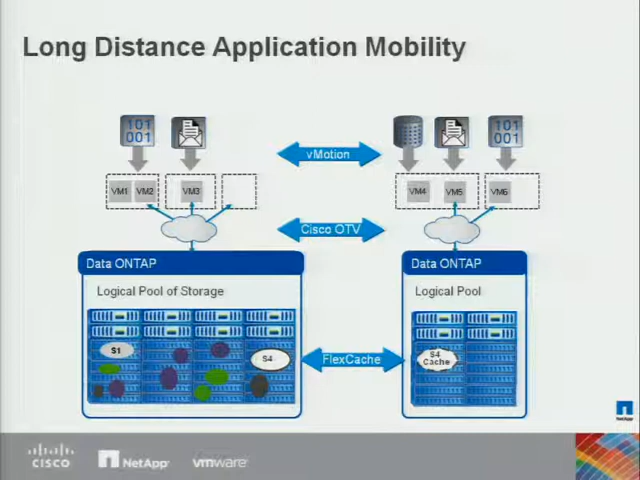 Long Distance Application Mobility
101
001
101
001
vMotion
VM1
VM2
VM3
VM4
VM5
VM6
Cisco OTV
Data ONTAP
Data ONTAP
Logical Pool of Storage
Logical Pool
S1
S4
FlexCache
S4
Cache
NetApp
CISCO
NetApp
vmware